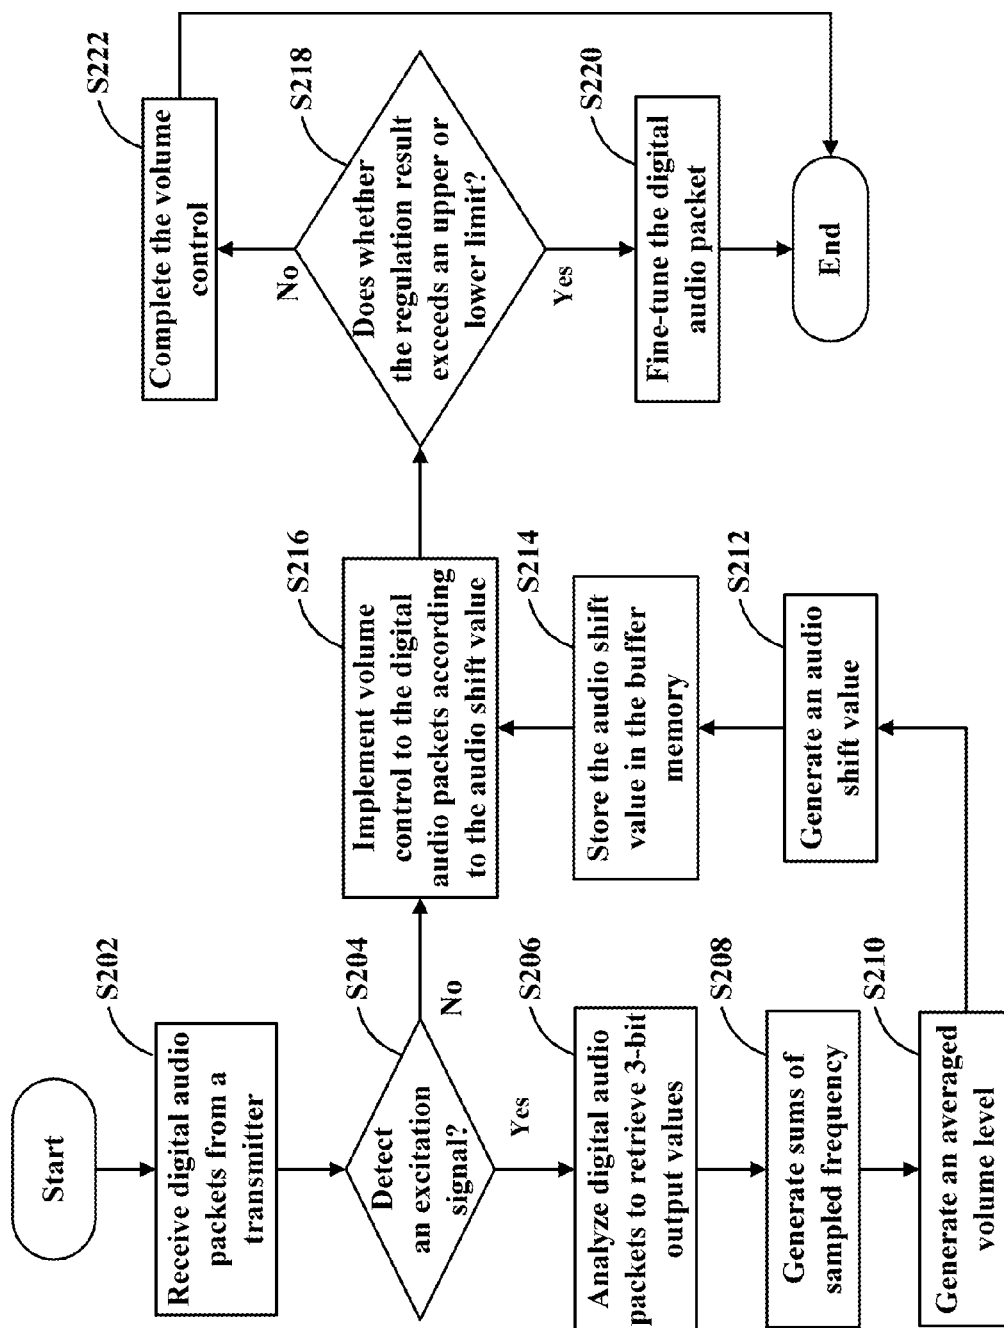 Start
S202
Receive digital audio
packets from a
transmitter
S204
Detect
an excitation
signal?
No
Yes
S206
Analyze digital audio
packets to retrieve 3-bit
output values
S208
Generate sums of
sampled frequency
S210
Generate an averaged
volume level
S212
Generate an audio
shift value
S214
Store the audio shift
value in the buffer
memory
S216
Implement volume
control to the digital
audio packets according
to the audio shift value
S218
Does whether
the regulation result
exceeds an upper or
lower limit?
No
Yes
S222
Complete the volume
control
S220
Fine-tune the digital
audio packet
End